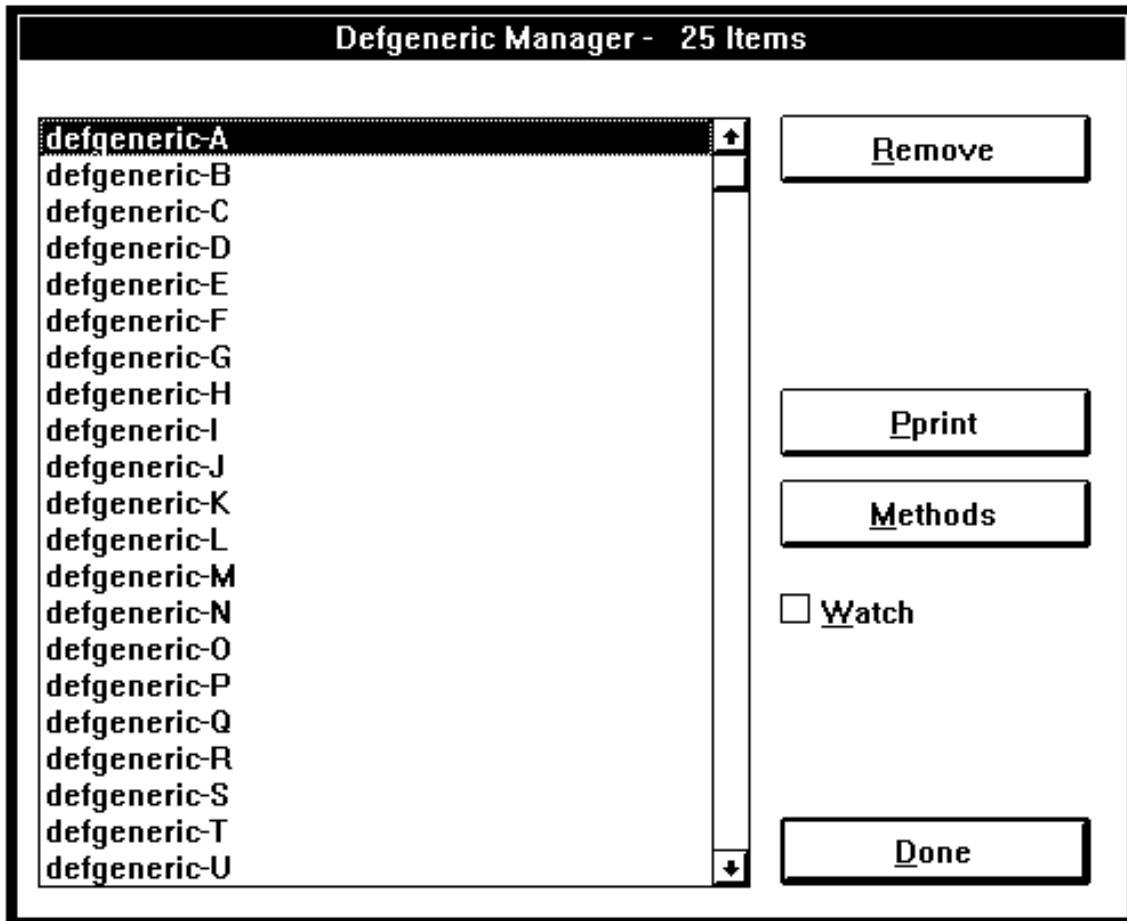 Defgeneric Manager - 25 Items
defgeneric-A
defgeneric-B
defgeneric-C
defgeneric-D
defgeneric-E
defgeneric-F
defgeneric-G
defgeneric-H
defgeneric-I
defgeneric-J
defgeneric-K
defgeneric-L
defgeneric-M
defgeneric-N
defgeneric-O
defgeneric-P
defgeneric-Q
defgeneric-R
defgeneric-S
defgeneric-T
defgeneric-U
Remove
Pprint
Methods
Watch
Done